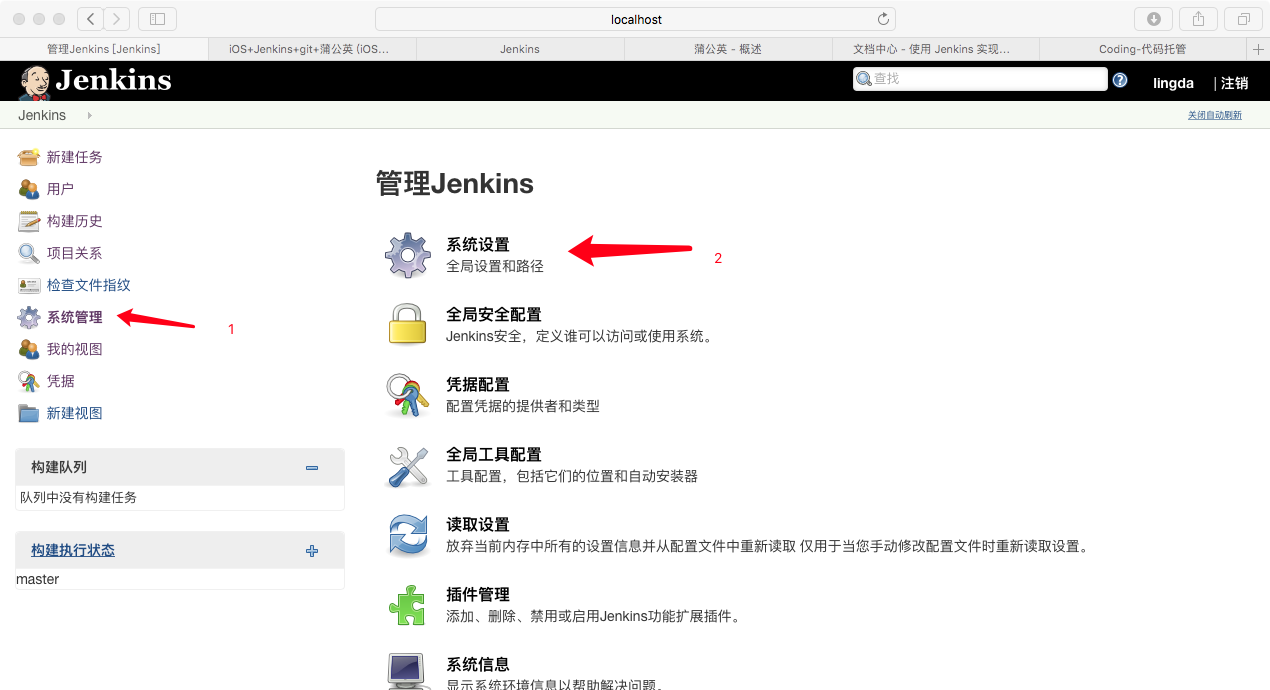 localhost
管理Jenkins [Jenkins]
iOS+Jenkins+git+蒲公英 (iOS...
Jenkins
蒲公英 - 概述
文档中心 - 使用 Jenkins 实现...
Coding-代码托管
Jenkins
查找
lingda
| 注销
Jenkins
关闭自动刷新
新建任务
用户
构建历史
项目关系
检查文件指纹
系统管理
1
我的视图
凭据
新建视图
构建队列
队列中没有构建任务
构建执行状态
master
管理Jenkins
系统设置
全局设置和路径
2
全局安全配置
Jenkins安全，定义谁可以访问或使用系统。
凭据配置
配置凭据的提供者和类型
全局工具配置
工具配置，包括它们的位置和自动安装器
读取设置
放弃当前内存中所有的设置信息并从配置文件中重新读取 仅用于当您手动修改配置文件时重新读取设置。
插件管理
添加、删除、禁用或启用Jenkins功能扩展插件。
系统信息
显示系统环境信息以帮助解决问题。